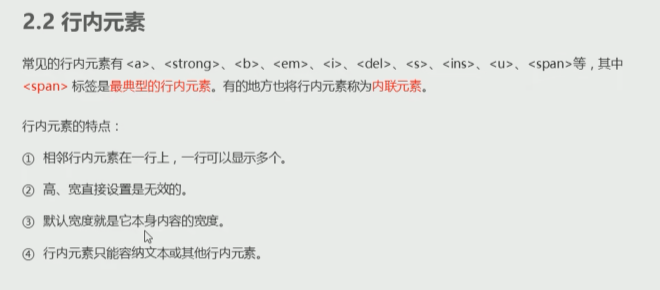 2.2 行内元素
常见的行内元素有 <a>、<strong>、<b>、<em>、<i>、<del>、<s>、<ins>、<u>、<span>等，其中
<span> 标签是最典型的行内元素。有的地方也将行内元素称为内联元素。
行内元素的特点：
① 相邻行内元素在一行上，一行可以显示多个。
② 高、宽直接设置是无效的。
③ 默认宽度就是它本身内容的宽度。
④ 行内元素只能容纳文本或其他行内元素。